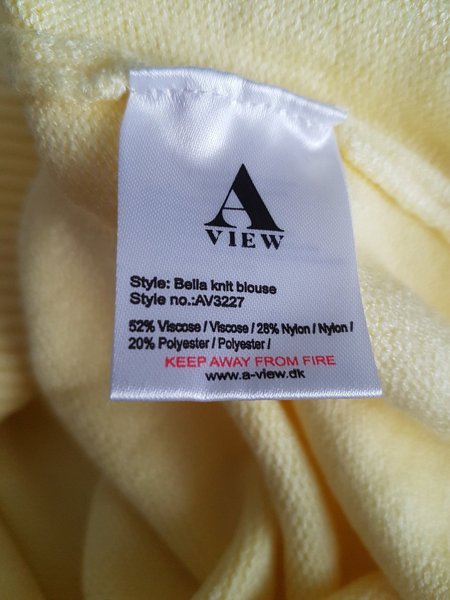 A
VIEW
Style: Bella knit blouse
Style no.:AV3227
52% Viscose / Viscose / 28% Nylon / Nylon /
20% Polyester / Polyester /
KEEP AWAY FROM FIRE
www.a-view.dk